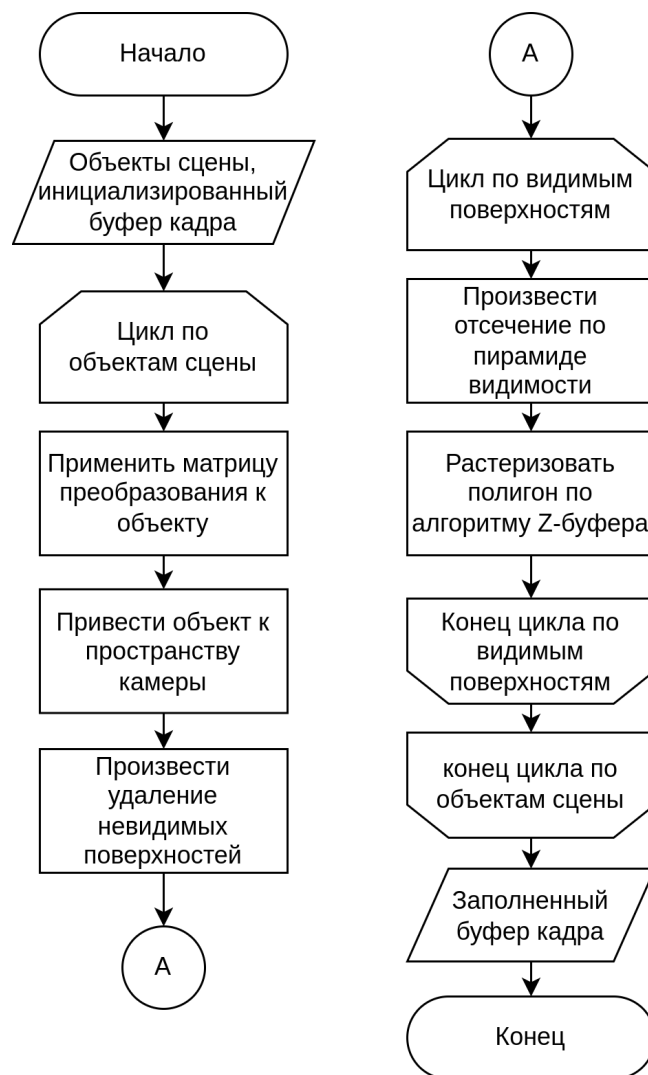 Начало
Объекты сцены,
инициализированный
буфер кадра
Цикл по
объектам сцены
Применить матрицу
преобразования к
объекту
Привести объект к
пространству
камеры
Произвести
удаление
невидимых
поверхностей
А
А
Цикл по видимым
поверхностям
Произвести
отсечение по
пирамиде
видимости
Растеризовать
полигон по
алгоритму Z-буфера
Конец цикла по
видимым
поверхностям
конец цикла по
объектам сцены
Заполненный
буфер кадра
Конец